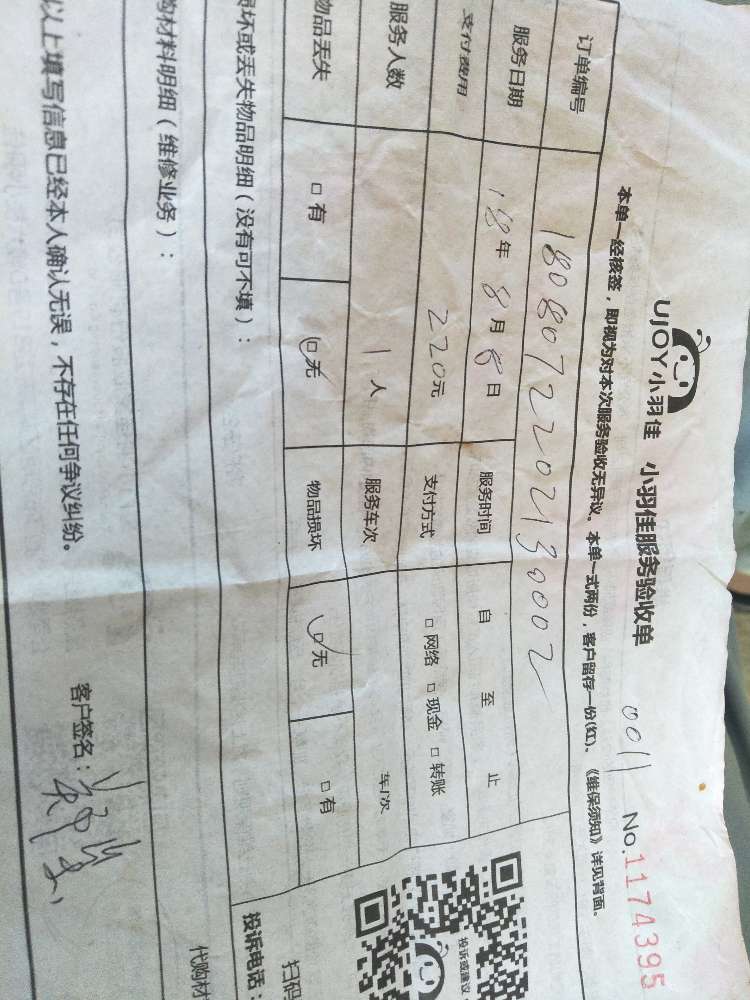 UJOY小羽佳 小羽佳服务验收单 0011 No.1174395
本单一经核签，即视为对本次服务验收无异议。本单一式两份，客户留存一份(红)、《维保须知》详见背面。
订单编号 1808072202130002
服务日期 18年8月8日 服务时间 自 至 止
支付费用 220元 支付方式 □网络 □现金 □转账
服务人数 1人 服务车次 车/次
物品丢失 □有 □无 物品损坏 □无 □有
损坏或丢失物品明细（没有可不填）：
购材料明细（维修业务）：
以上填写信息已经本人确认无误，不存在任何争议纠纷。
客户签名：
投诉或建议
扫码
投诉电话：
代购材